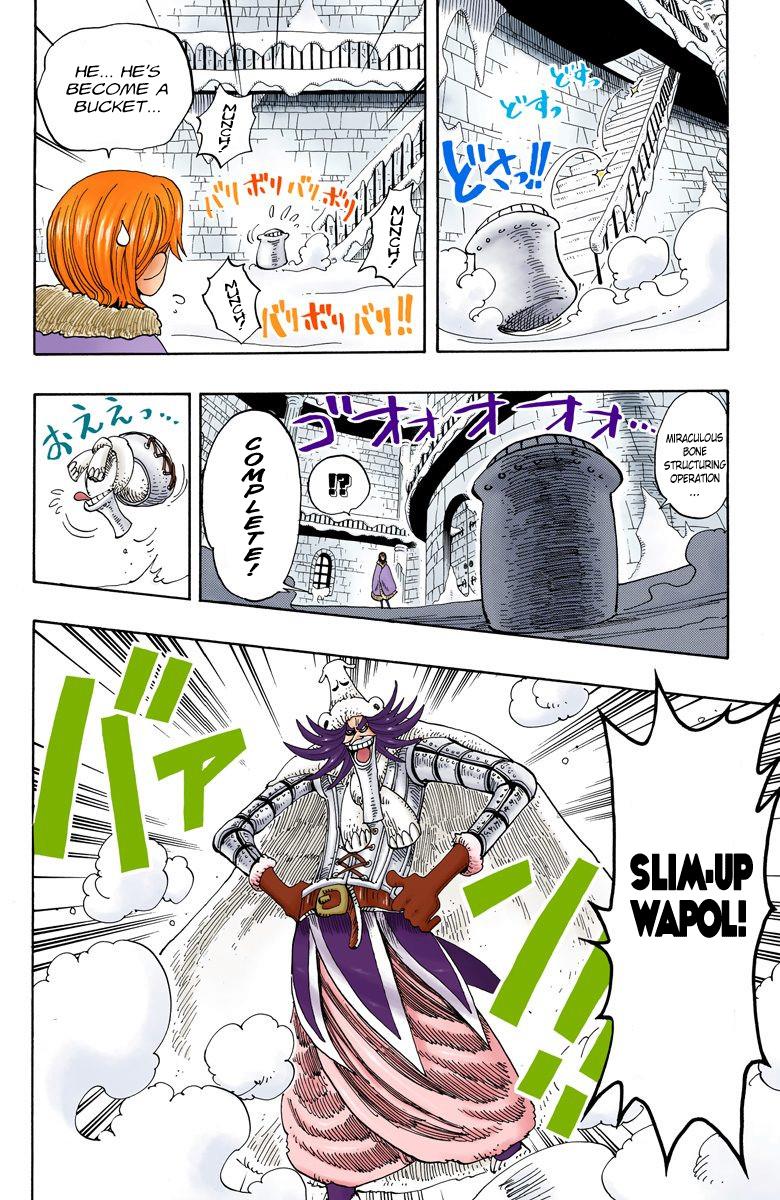 どすっ
どすっ
どさっ!!
HE... HE'S
BECOME A
BUCKET...
MUNCH!
バリボリバリボリ
MUNCH!
MUNCH!
バリボリバリ!!
MIRACULOUS
BONE
STRUCTURING
OPERATION
...
ゴオォオオォ...
!?
COMPLETE!
おええっ...
SLIM-UP
WAPOL!
バァン!!